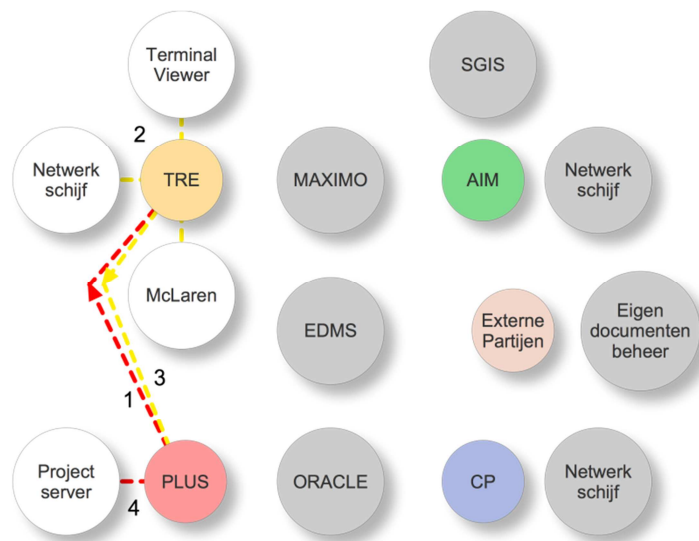 Terminal
Viewer
SGIS
2
Netwerk
schijf
TRE
MAXIMO
AIM
Netwerk
schijf
McLaren
EDMS
Externe
Partijen
Eigen
documenten
beheer
3
1
Project
server
4
PLUS
ORACLE
CP
Netwerk
schijf